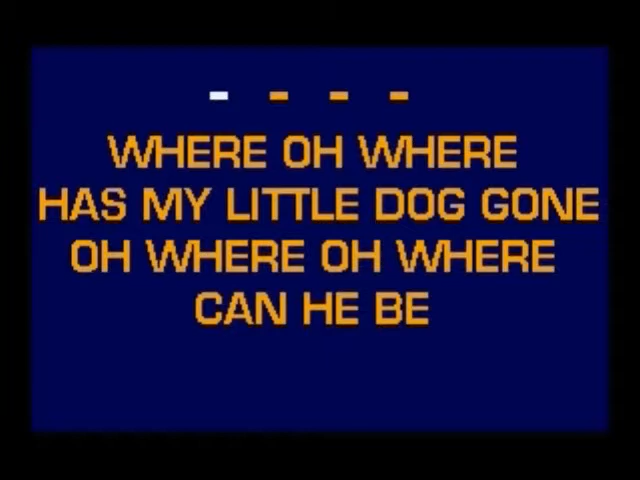 - - - -
WHERE OH WHERE
HAS MY LITTLE DOG GONE
OH WHERE OH WHERE
CAN HE BE